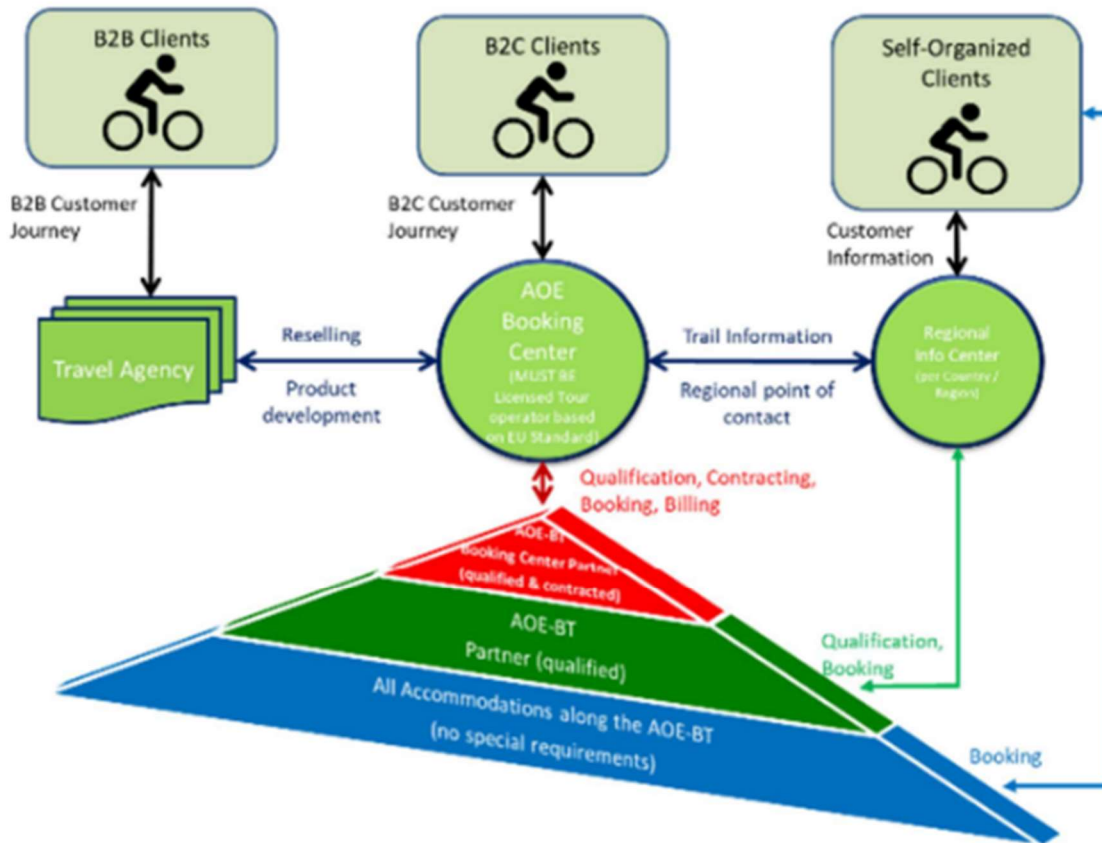 B2B Clients
B2C Clients
Self-Organized
Clients
B2B Customer
Journey
B2C Customer
Journey
Customer
Information
Travel Agency
Reselling
Product
development
AOE
Booking
Center
(MUST BE
Licensed Tour
operator based
on EU Standard)
Trail Information
Regional point of
contact
Regional
Info Center
(per Country /
Region)
Qualification, Contracting,
Booking, Billing
AOE-BT
Booking Center Partner
(qualified & contracted)
AOE-BT
Partner (qualified)
Qualification,
Booking
All Accommodations along the AOE-BT
(no special requirements)
Booking